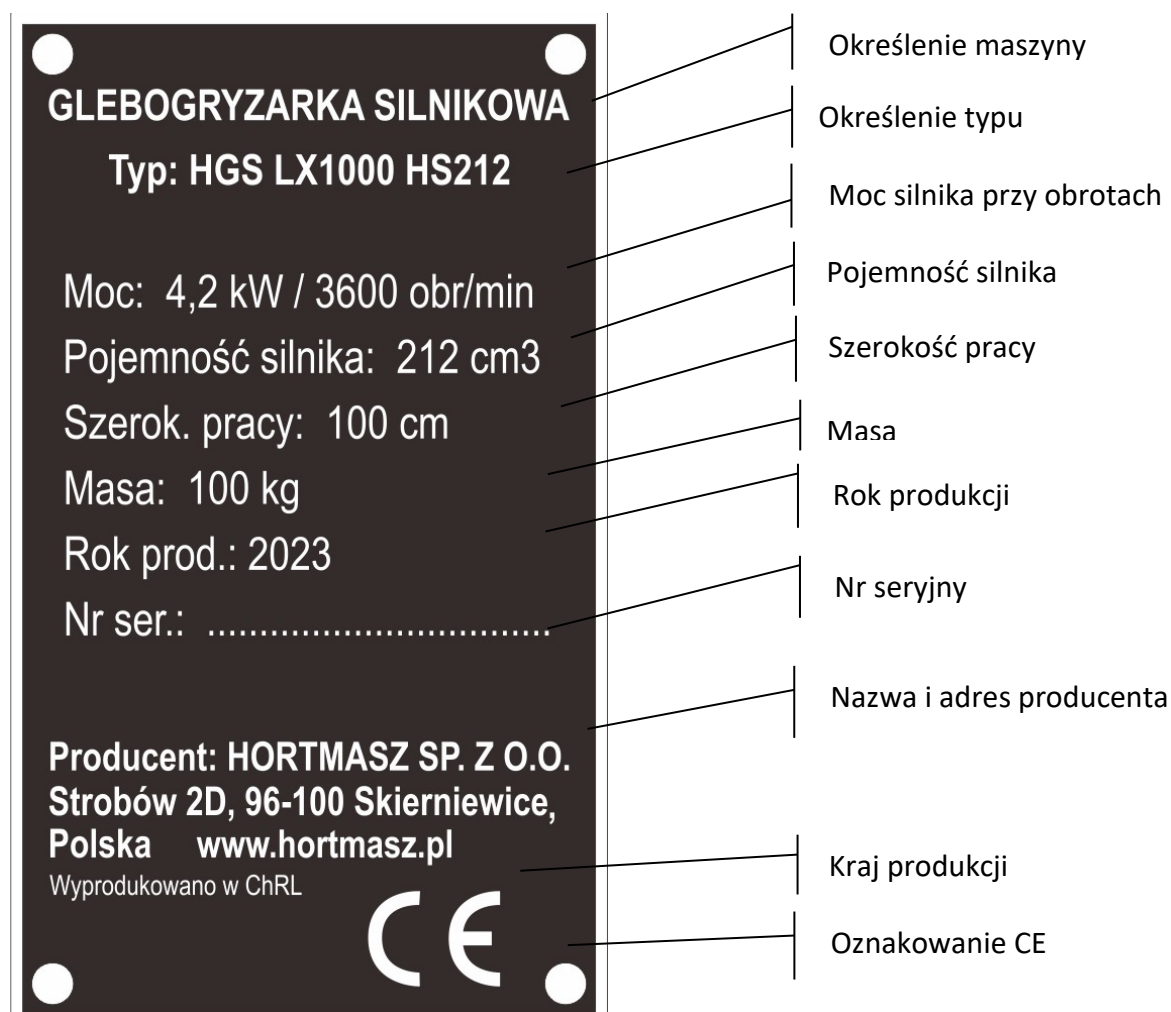 GLEBOGRYZARKA SILNIKOWA
Typ: HGS LX1000 HS212
Moc: 4,2 kW / 3600 obr/min
Pojemność silnika: 212 cm3
Szerok. pracy: 100 cm
Masa: 100 kg
Rok prod.: 2023
Nr ser.: .................................
Producent: HORTMASZ SP. Z O.O.
Strobów 2D, 96-100 Skierniewice,
Polska www.hortmasz.pl
Wyprodukowano w ChRL
CE
Określenie maszyny
Określenie typu
Moc silnika przy obrotach
Pojemność silnika
Szerokość pracy
Masa
Rok produkcji
Nr seryjny
Nazwa i adres producenta
Kraj produkcji
Oznakowanie CE